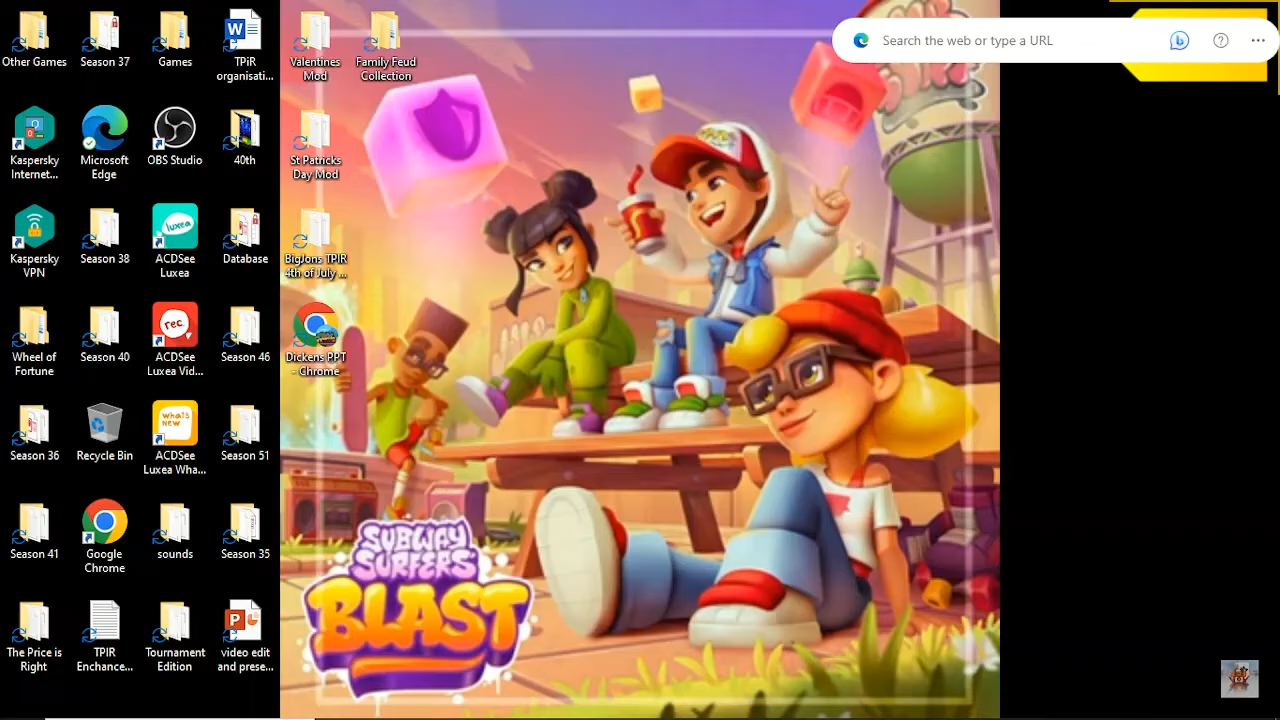 Other Games
Season 37
Games
TPiR
organisati...
Valentines
Mod
Family Feud
Collection
Search the web or type a URL
Kaspersky
Internet...
Microsoft
Edge
OBS Studio
40th
St Patricks
Day Mod
Kaspersky
VPN
Season 38
luxea
ACDSee
Luxea
Database
BigJons TPIR
4th of July ...
Wheel of
Fortune
Season 40
rec.
ACDSee
Luxea Vid...
Season 46
Dickens PPT
- Chrome
Season 36
Recycle Bin
what's
new
ACDSee
Luxea Wha...
Season 51
Season 41
Google
Chrome
sounds
Season 35
The Price is
Right
TPIR
Enchance...
Tournament
Edition
video edit
and prese...
SUBWAY
SURFERS
BLAST